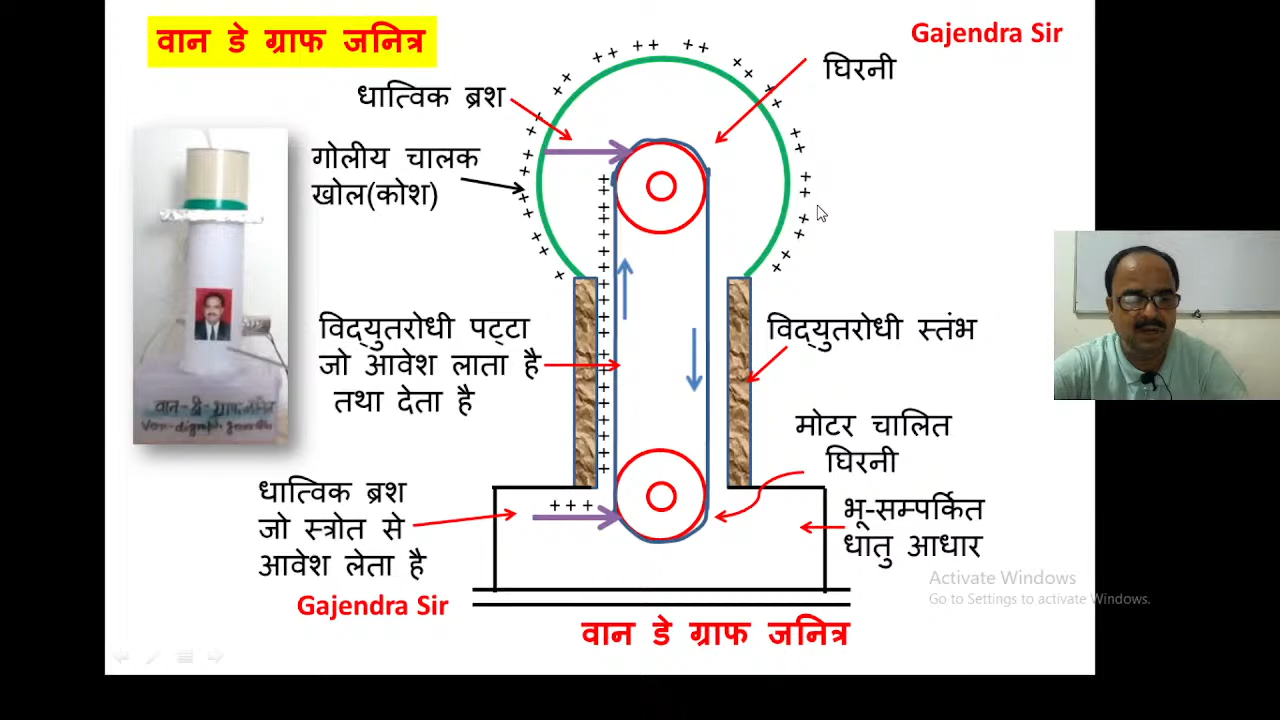 वान डे ग्राफ जनित्र
Gajendra Sir
घिरनी
धात्विक ब्रश
गोलीय चालक
खोल(कोश)
विद्युतरोधी पट्टा
जो आवेश लाता है
तथा देता है
विद्युतरोधी स्तंभ
मोटर चालित
घिरनी
धात्विक ब्रश
जो स्त्रोत से
आवेश लेता है
भू-सम्पर्कित
धातु आधार
Gajendra Sir
वान डे ग्राफ जनित्र
Activate Windows
Go to Settings to activate Windows.